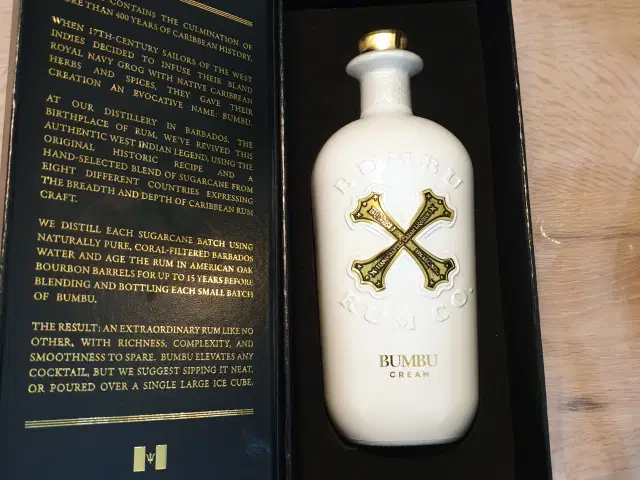 CONTAINS THE CULMINATION OF
MORE THAN 400 YEARS OF CARIBBEAN HISTORY,
WHEN 17TH-CENTURY SAILORS OF THE WEST
INDIES DECIDED TO INFUSE THEIR BLAND
ROYAL NAVY GROG WITH NATIVE CARIBBEAN
HERBS AND SPICES, THEY GAVE THEIR
CREATION AN EVOCATIVE NAME: BUMBU.
AT OUR DISTILLERY IN BARBADOS, THE
BIRTHPLACE OF RUM, WE'VE REVIVED THIS
AUTHENTIC WEST INDIAN LEGEND, USING THE
ORIGINAL HISTORIC RECIPE AND A
HAND-SELECTED BLEND OF SUGARCANE FROM
EIGHT DIFFERENT COUNTRIES EXPRESSING
THE BREADTH AND DEPTH OF CARIBBEAN RUM
CRAFT.
WE DISTILL EACH SUGARCANE BATCH USING
NATURALLY PURE, CORAL-FILTERED BARBADOS
WATER AND AGE THE RUM IN AMERICAN OAK
BOURBON BARRELS FOR UP TO 15 YEARS BEFORE
BLENDING AND BOTTLING EACH SMALL BATCH
OF BUMBU.
THE RESULT: AN EXTRAORDINARY RUM LIKE NO
OTHER, WITH RICHNESS, COMPLEXITY, AND
SMOOTHNESS TO SPARE. BUMBU ELEVATES ANY
COCKTAIL, BUT WE SUGGEST SIPPING IT NEAT,
OR POURED OVER A SINGLE LARGE ICE CUBE.
BUMBU
RUM CO.
BUMBU
CREAM